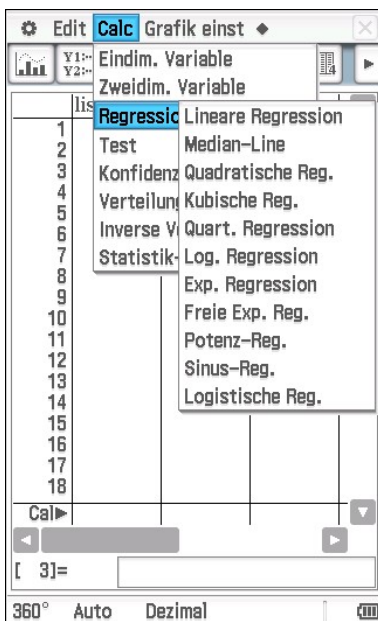 Edit Calc Grafik einst
Y1:
Y2:
Eindim. Variable
Zweidim. Variable
lis
Regressio
Lineare Regression
1
Test
Median-Line
2
Konfidenz
Quadratische Reg.
3
Verteilung
Kubische Reg.
4
Inverse V
Quart. Regression
5
Statistik-
Log. Regression
6
Exp. Regression
7
Freie Exp. Reg.
8
Potenz-Reg.
9
Sinus-Reg.
10
Logistische Reg.
11
12
13
14
15
16
17
18
Cal
[ 3]=
360° Auto Dezimal